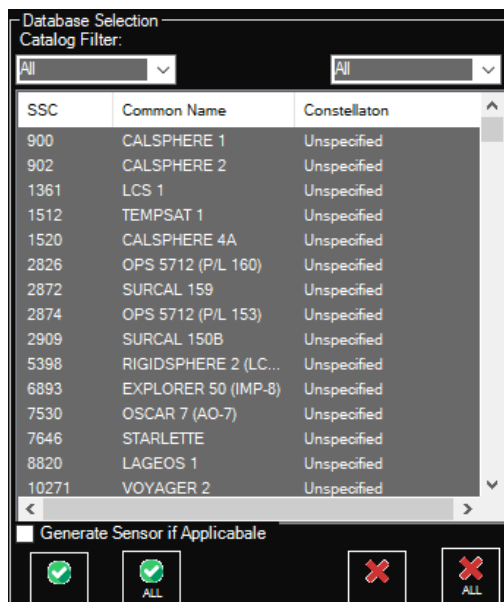 Database Selection
Catalog Filter:
All All
SSC Common Name Constellaton
900 CALSPHERE 1 Unspecified
902 CALSPHERE 2 Unspecified
1361 LCS 1 Unspecified
1512 TEMPSAT 1 Unspecified
1520 CALSPHERE 4A Unspecified
2826 OPS 5712 (P/L 160) Unspecified
2872 SURCAL 159 Unspecified
2874 OPS 5712 (P/L 153) Unspecified
2909 SURCAL 150B Unspecified
5398 RIGIDSPHERE 2 (LC... Unspecified
6893 EXPLORER 50 (IMP-8) Unspecified
7530 OSCAR 7 (AO-7) Unspecified
7646 STARLETTE Unspecified
8820 LAGEOS 1 Unspecified
10271 VOYAGER 2 Unspecified
Generate Sensor if Applicabale
ALL ALL